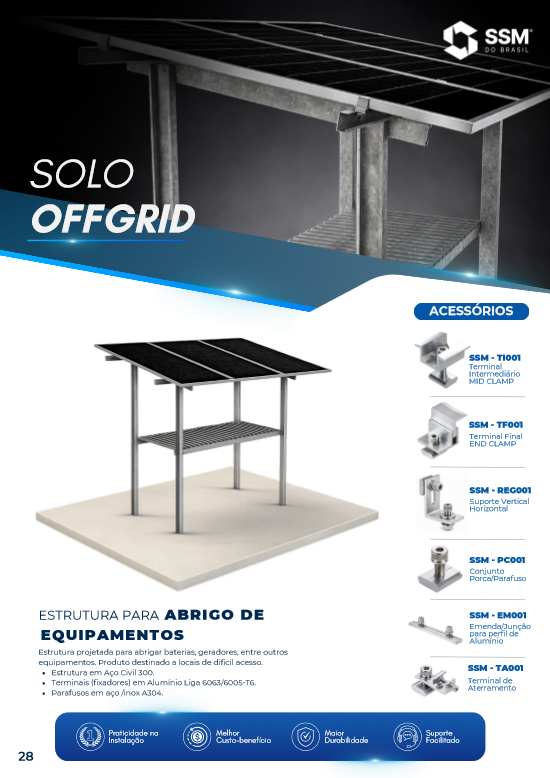 SSM®
DO BRASIL
SOLO
OFFGRID
ACESSÓRIOS
SSM - TI001
Terminal
Intermediário
MID CLAMP
SSM - TF001
Terminal Final
END CLAMP
SSM - REG001
Suporte Vertical
Horizontal
SSM - PC001
Conjunto
Porca/Parafuso
SSM - EM001
Emenda/Junção
para perfil de
Alumínio
SSM - TA001
Terminal de
Aterramento
ESTRUTURA PARA ABRIGO DE
EQUIPAMENTOS
Estrutura projetada para abrigar baterias, geradores, entre outros
equipamentos. Produto destinado a locais de difícil acesso.
• Estrutura em Aço Civil 300.
• Terminais (fixadores) em Alumínio Liga 6063/6005-T6.
• Parafusos em aço /inox A304.
1
Praticidade na
Instalação
$
Melhor
Custo-benefício
Maior
Durabilidade
Suporte
Facilitado
28